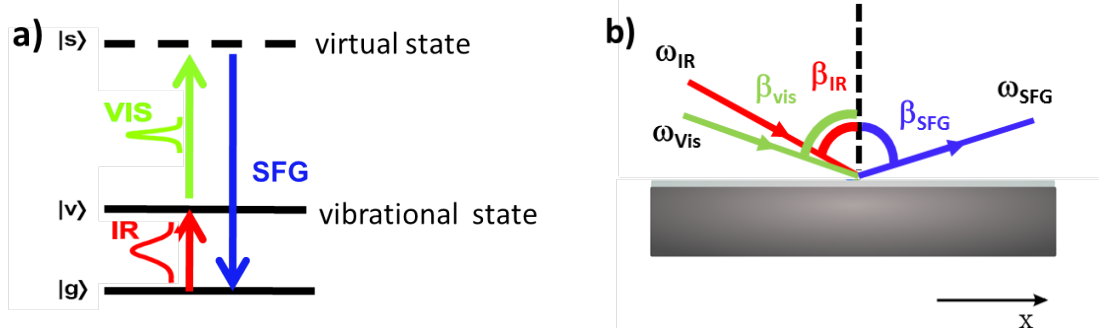 a)
|s⟩
virtual state
VIS
SFG
|v⟩
vibrational state
IR
|g⟩
b)
ω_IR
β_vis
β_IR
ω_SFG
ω_Vis
β_SFG
x